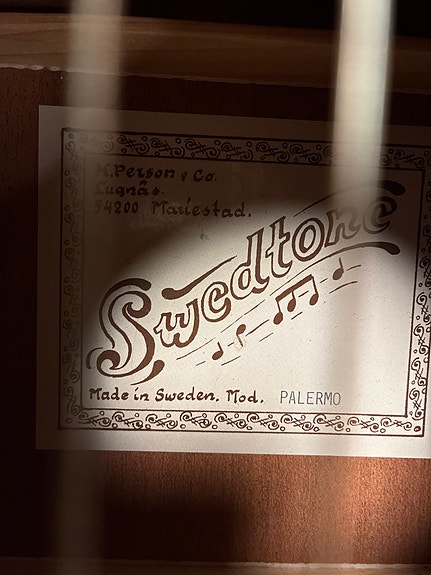 H.Person & Co.
Lugnås.
54200 Mariestad.
Swedtone
Made in Sweden. Mod. PALERMO